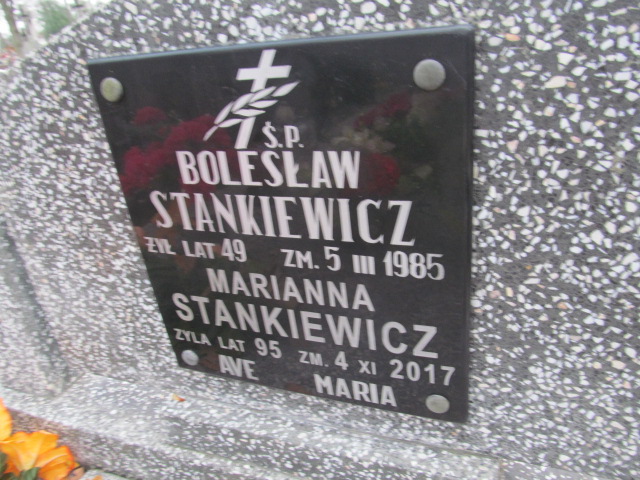 Ś.P.
BOLESŁAW
STANKIEWICZ
ŻYŁ LAT 49 ZM. 5 III 1985
MARIANNA
STANKIEWICZ
ŻYŁA LAT 95 ZM. 4 XI 2017
AVE MARIA